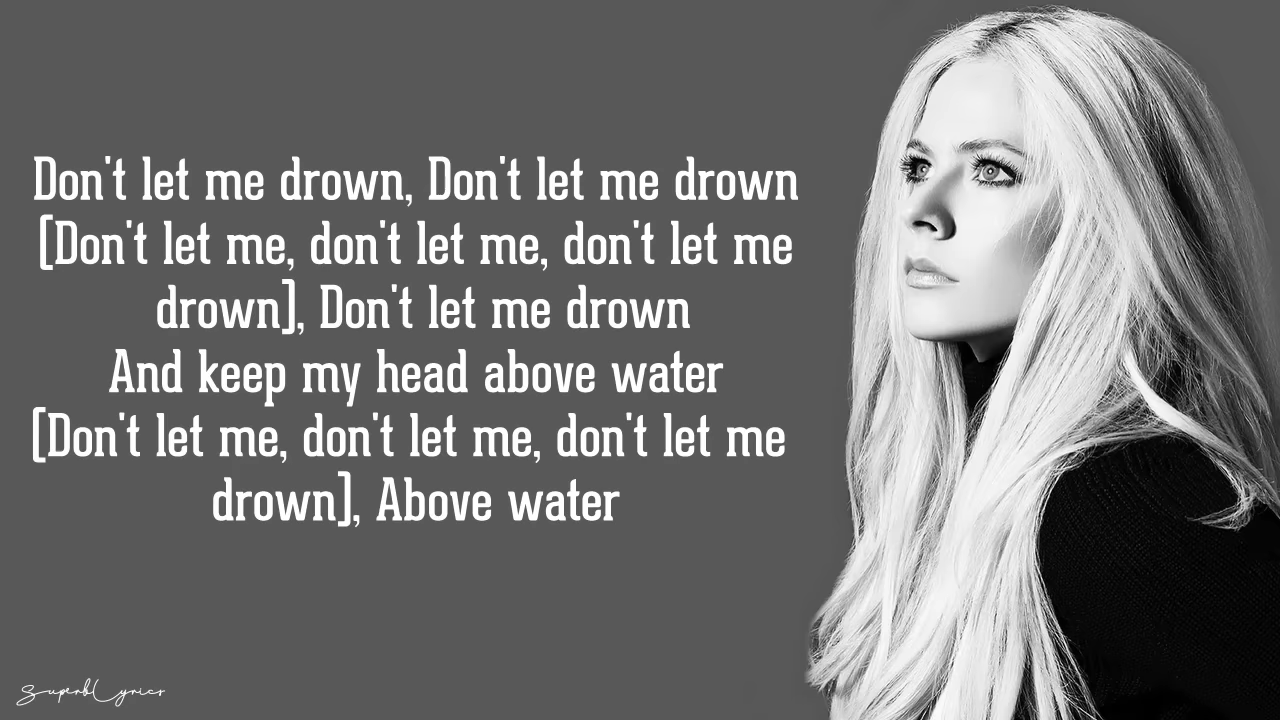 Don't let me drown, Don't let me drown
[Don't let me, don't let me, don't let me
drown], Don't let me drown
And keep my head above water
[Don't let me, don't let me, don't let me
drown], Above water
SuperbLyrics